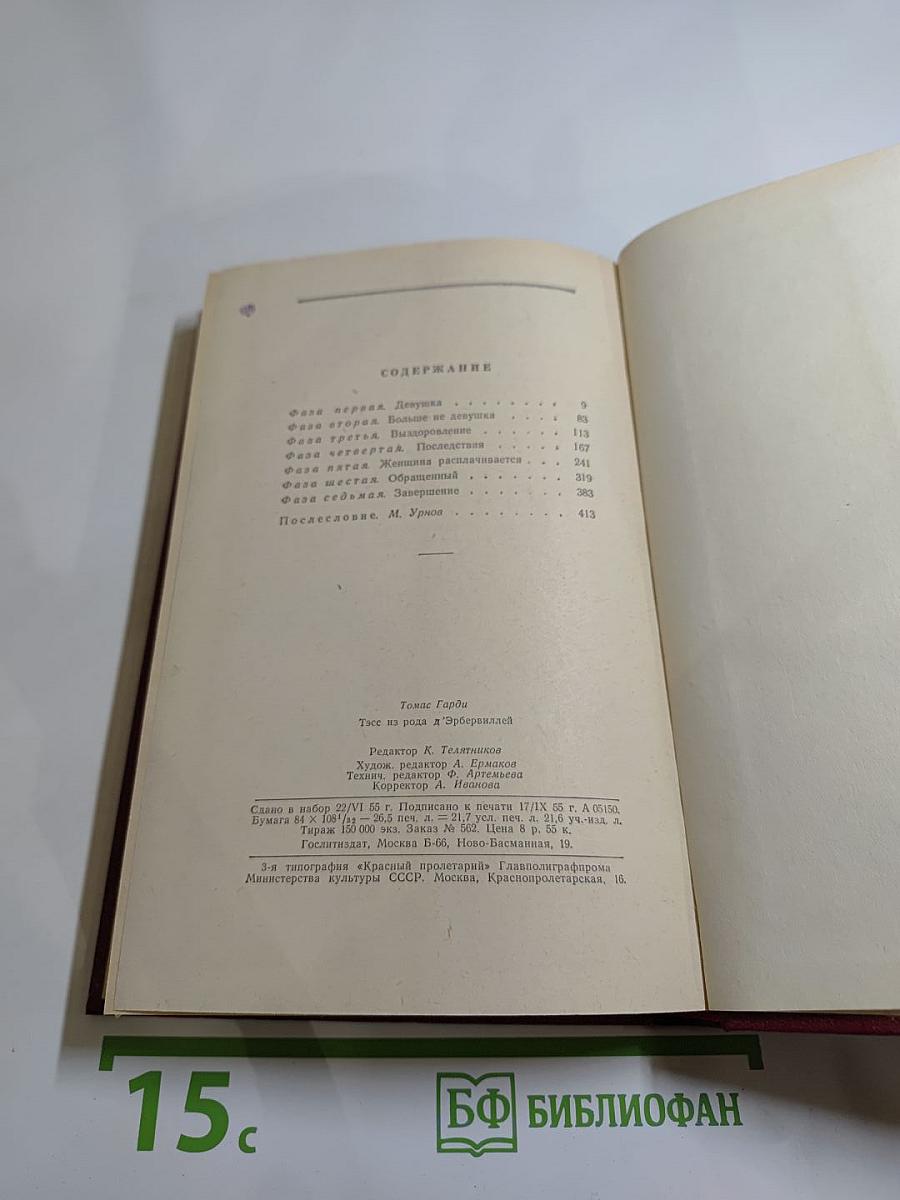 СОДЕРЖАНИЕ
Фаза первая. Девушка . . . . . . . . 9
Фаза вторая. Больше не девушка . . . . 83
Фаза третья. Выздоровление . . . . . . 113
Фаза четвертая. Последствия . . . . . 167
Фаза пятая. Женщина расплачивается . . . 241
Фаза шестая. Обращенный . . . . . . . 319
Фаза седьмая. Завершение . . . . . . . 383
Послесловие. М. Урнов . . . . . . . . 413
Томас Гарди
Тэсс из рода д'Эрбервиллей
Редактор К. Телятников
Худож. редактор А. Ермаков
Технич. редактор Ф. Артемьева
Корректор А. Иванова
Сдано в набор 22/VI 55 г. Подписано к печати 17/IX 55 г. А 05150.
Бумага 84 × 108¹/₃₂ — 26,5 печ. л. = 21,7 усл. печ. л. 21,6 уч.-изд. л.
Тираж 150 000 экз. Заказ № 562. Цена 8 р. 55 к.
Гослитиздат, Москва Б-66, Ново-Басманная, 19.
3-я типография «Красный пролетарий» Главполиграфпрома
Министерства культуры СССР. Москва, Краснопролетарская, 16.
15 с
БФ БИБЛИОФАН